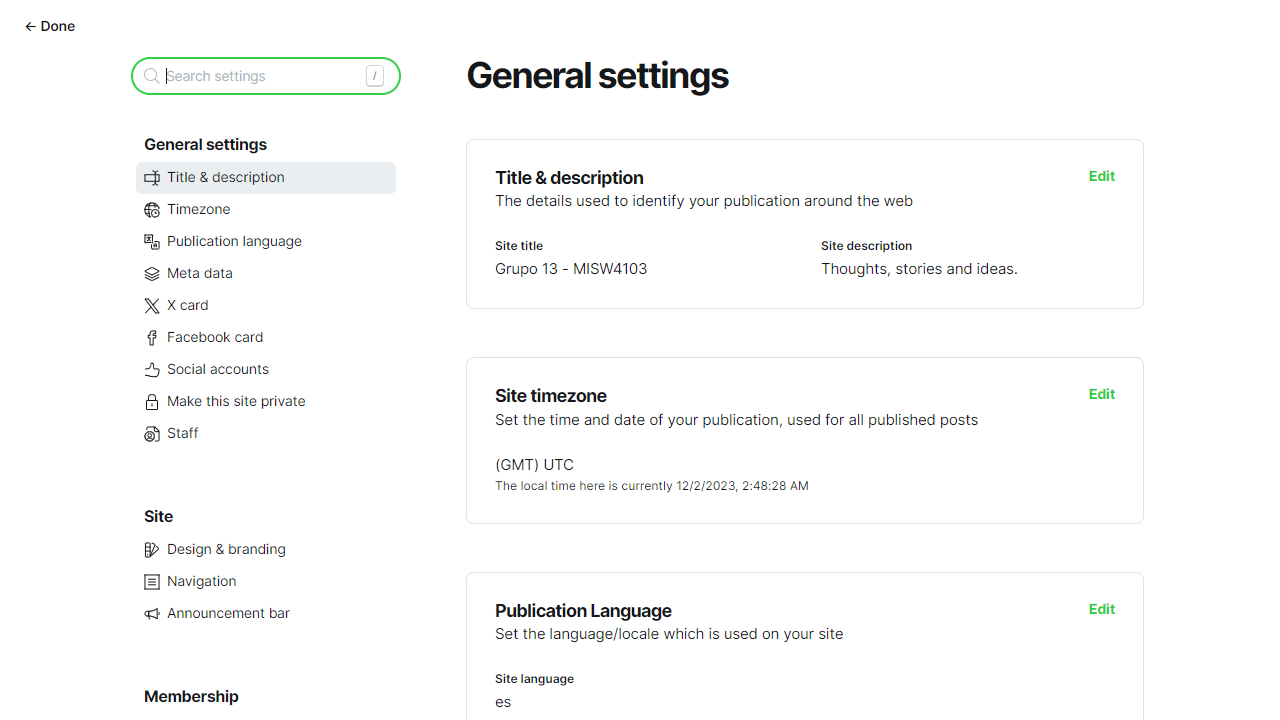 ← Done
Search settings
/
General settings
Title & description
Timezone
Publication language
Meta data
X card
Facebook card
Social accounts
Make this site private
Staff
Site
Design & branding
Navigation
Announcement bar
Membership
General settings
Title & description
Edit
The details used to identify your publication around the web
Site title
Grupo 13 - MISW4103
Site description
Thoughts, stories and ideas.
Site timezone
Edit
Set the time and date of your publication, used for all published posts
(GMT) UTC
The local time here is currently 12/2/2023, 2:48:28 AM
Publication Language
Edit
Set the language/locale which is used on your site
Site language
es